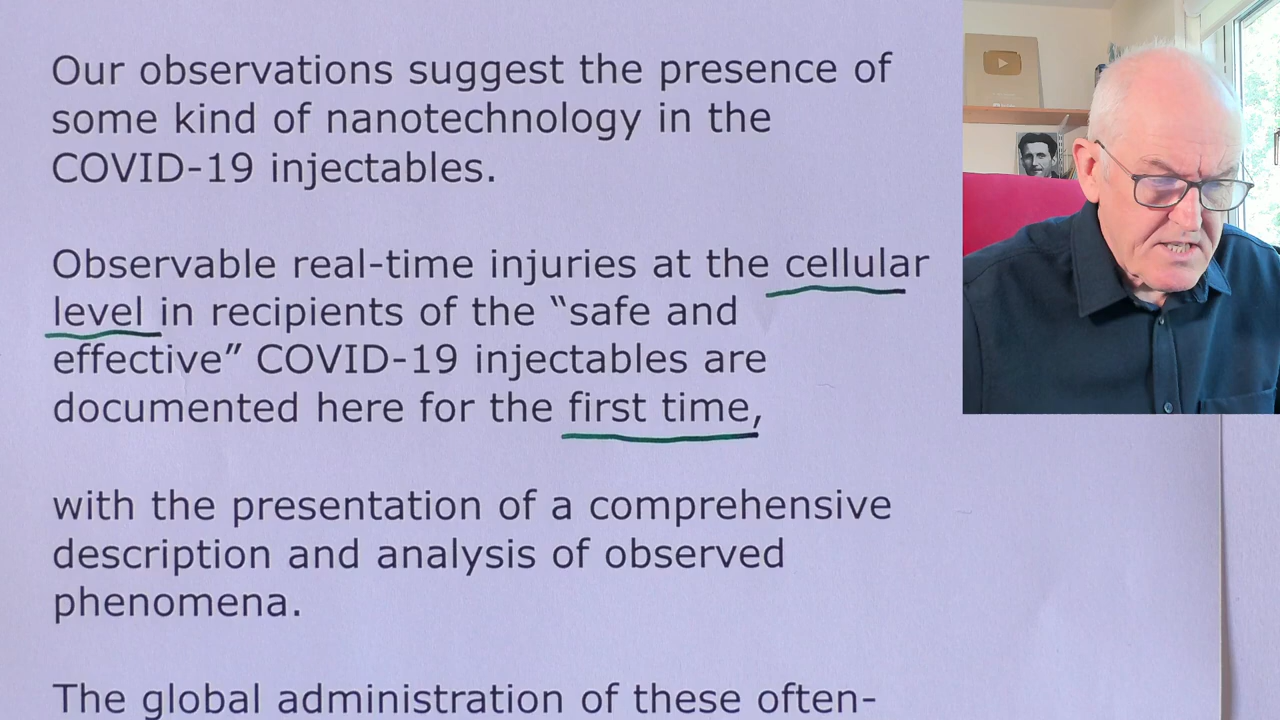 Our observations suggest the presence of
some kind of nanotechnology in the
COVID-19 injectables.
Observable real-time injuries at the cellular
level in recipients of the “safe and
effective” COVID-19 injectables are
documented here for the first time,
with the presentation of a comprehensive
description and analysis of observed
phenomena.
The global administration of these often-